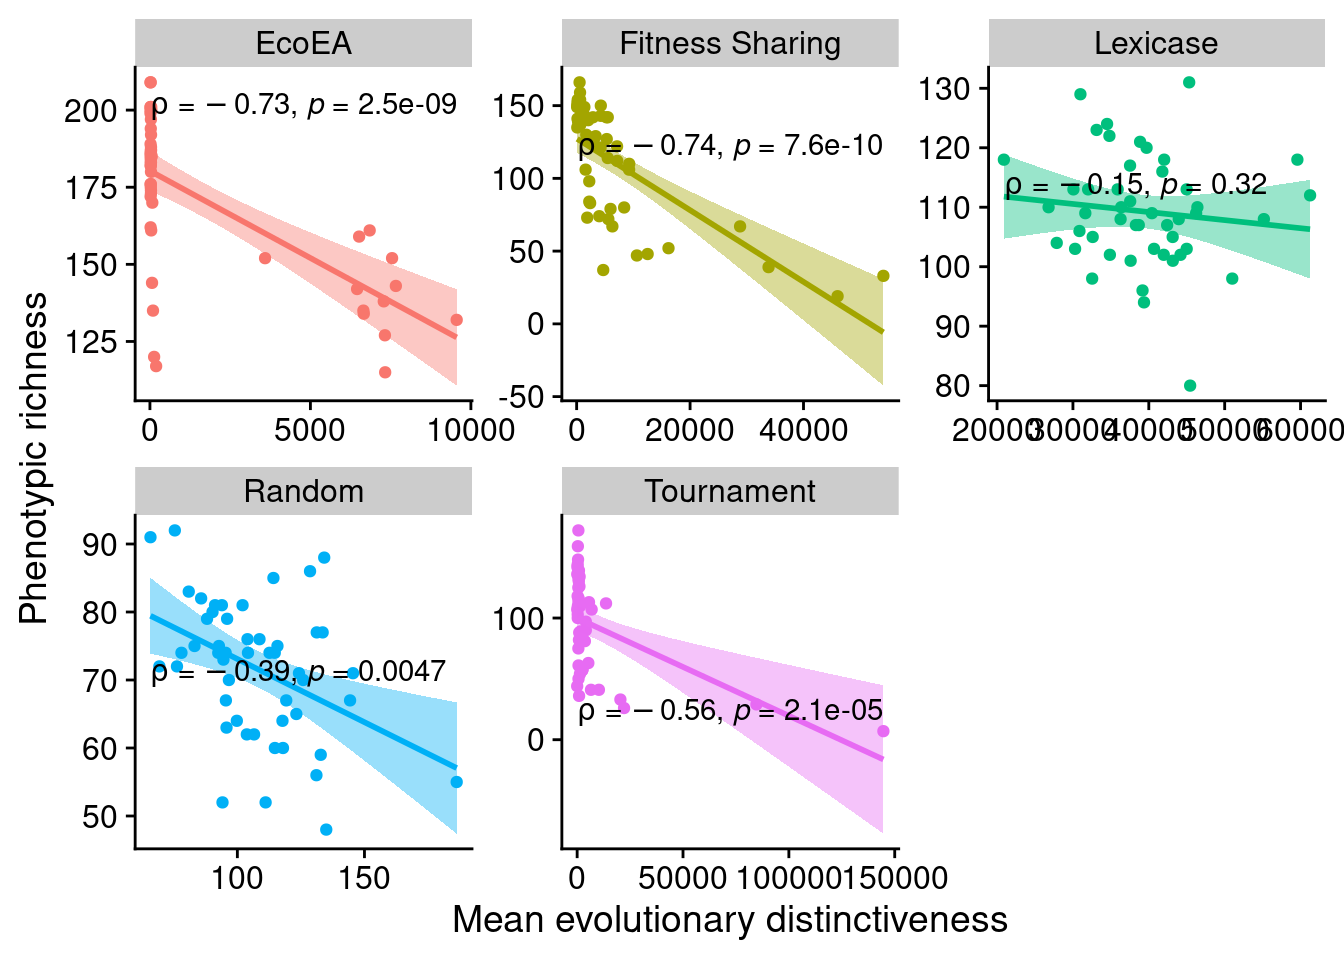 EcoEA
Fitness Sharing
Lexicase
ρ = −0.73, p = 2.5e-09
ρ = −0.74, p = 7.6e-10
ρ = −0.15, p = 0.32
200
175
150
125
150
100
50
0
-50
130
120
110
100
90
80
0 5000 10000
0 20000 40000
20000 30000 40000 50000 60000
Phenotypic richness
Random
Tournament
ρ = −0.39, p = 0.0047
ρ = −0.56, p = 2.1e-05
90
80
70
60
50
100
0
100 150
0 50000 100000 150000
Mean evolutionary distinctiveness